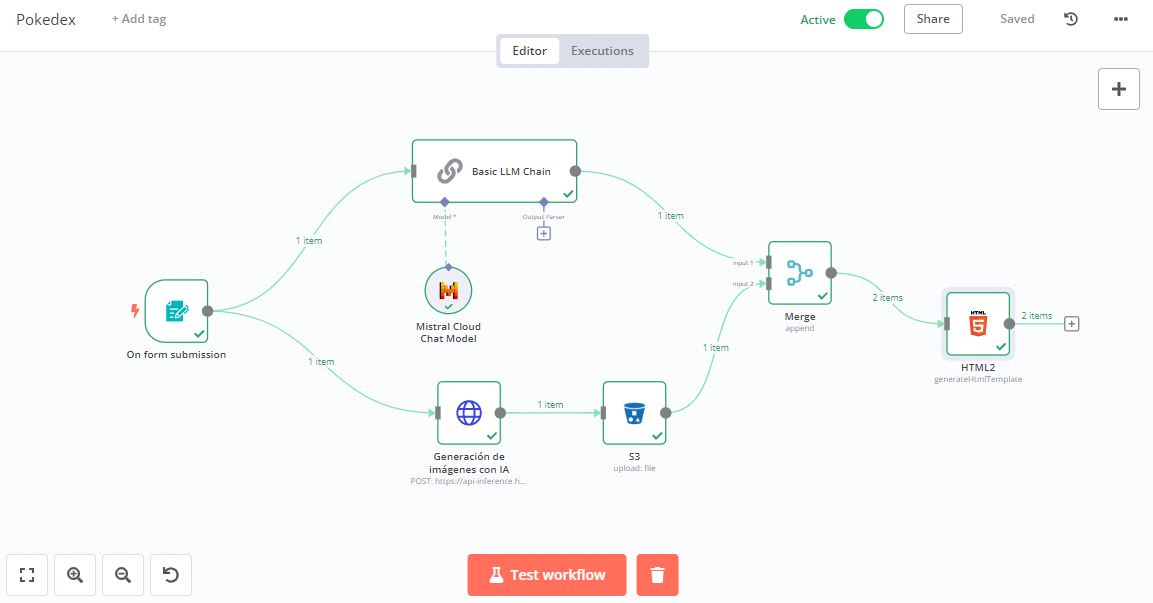 Pokedex
+ Add tag
Active
Share
Saved
Editor
Executions
Basic LLM Chain
Model *
Output Parser
1 item
1 item
Input 1
Input 2
2 items
2 items
Merge
append
HTML
HTML2
generateHtmlTemplate
Mistral Cloud
Chat Model
On form submission
1 item
1 item
1 item
Generación de
imágenes con IA
POST: https://api-inference.h...
S3
upload: file
Test workflow